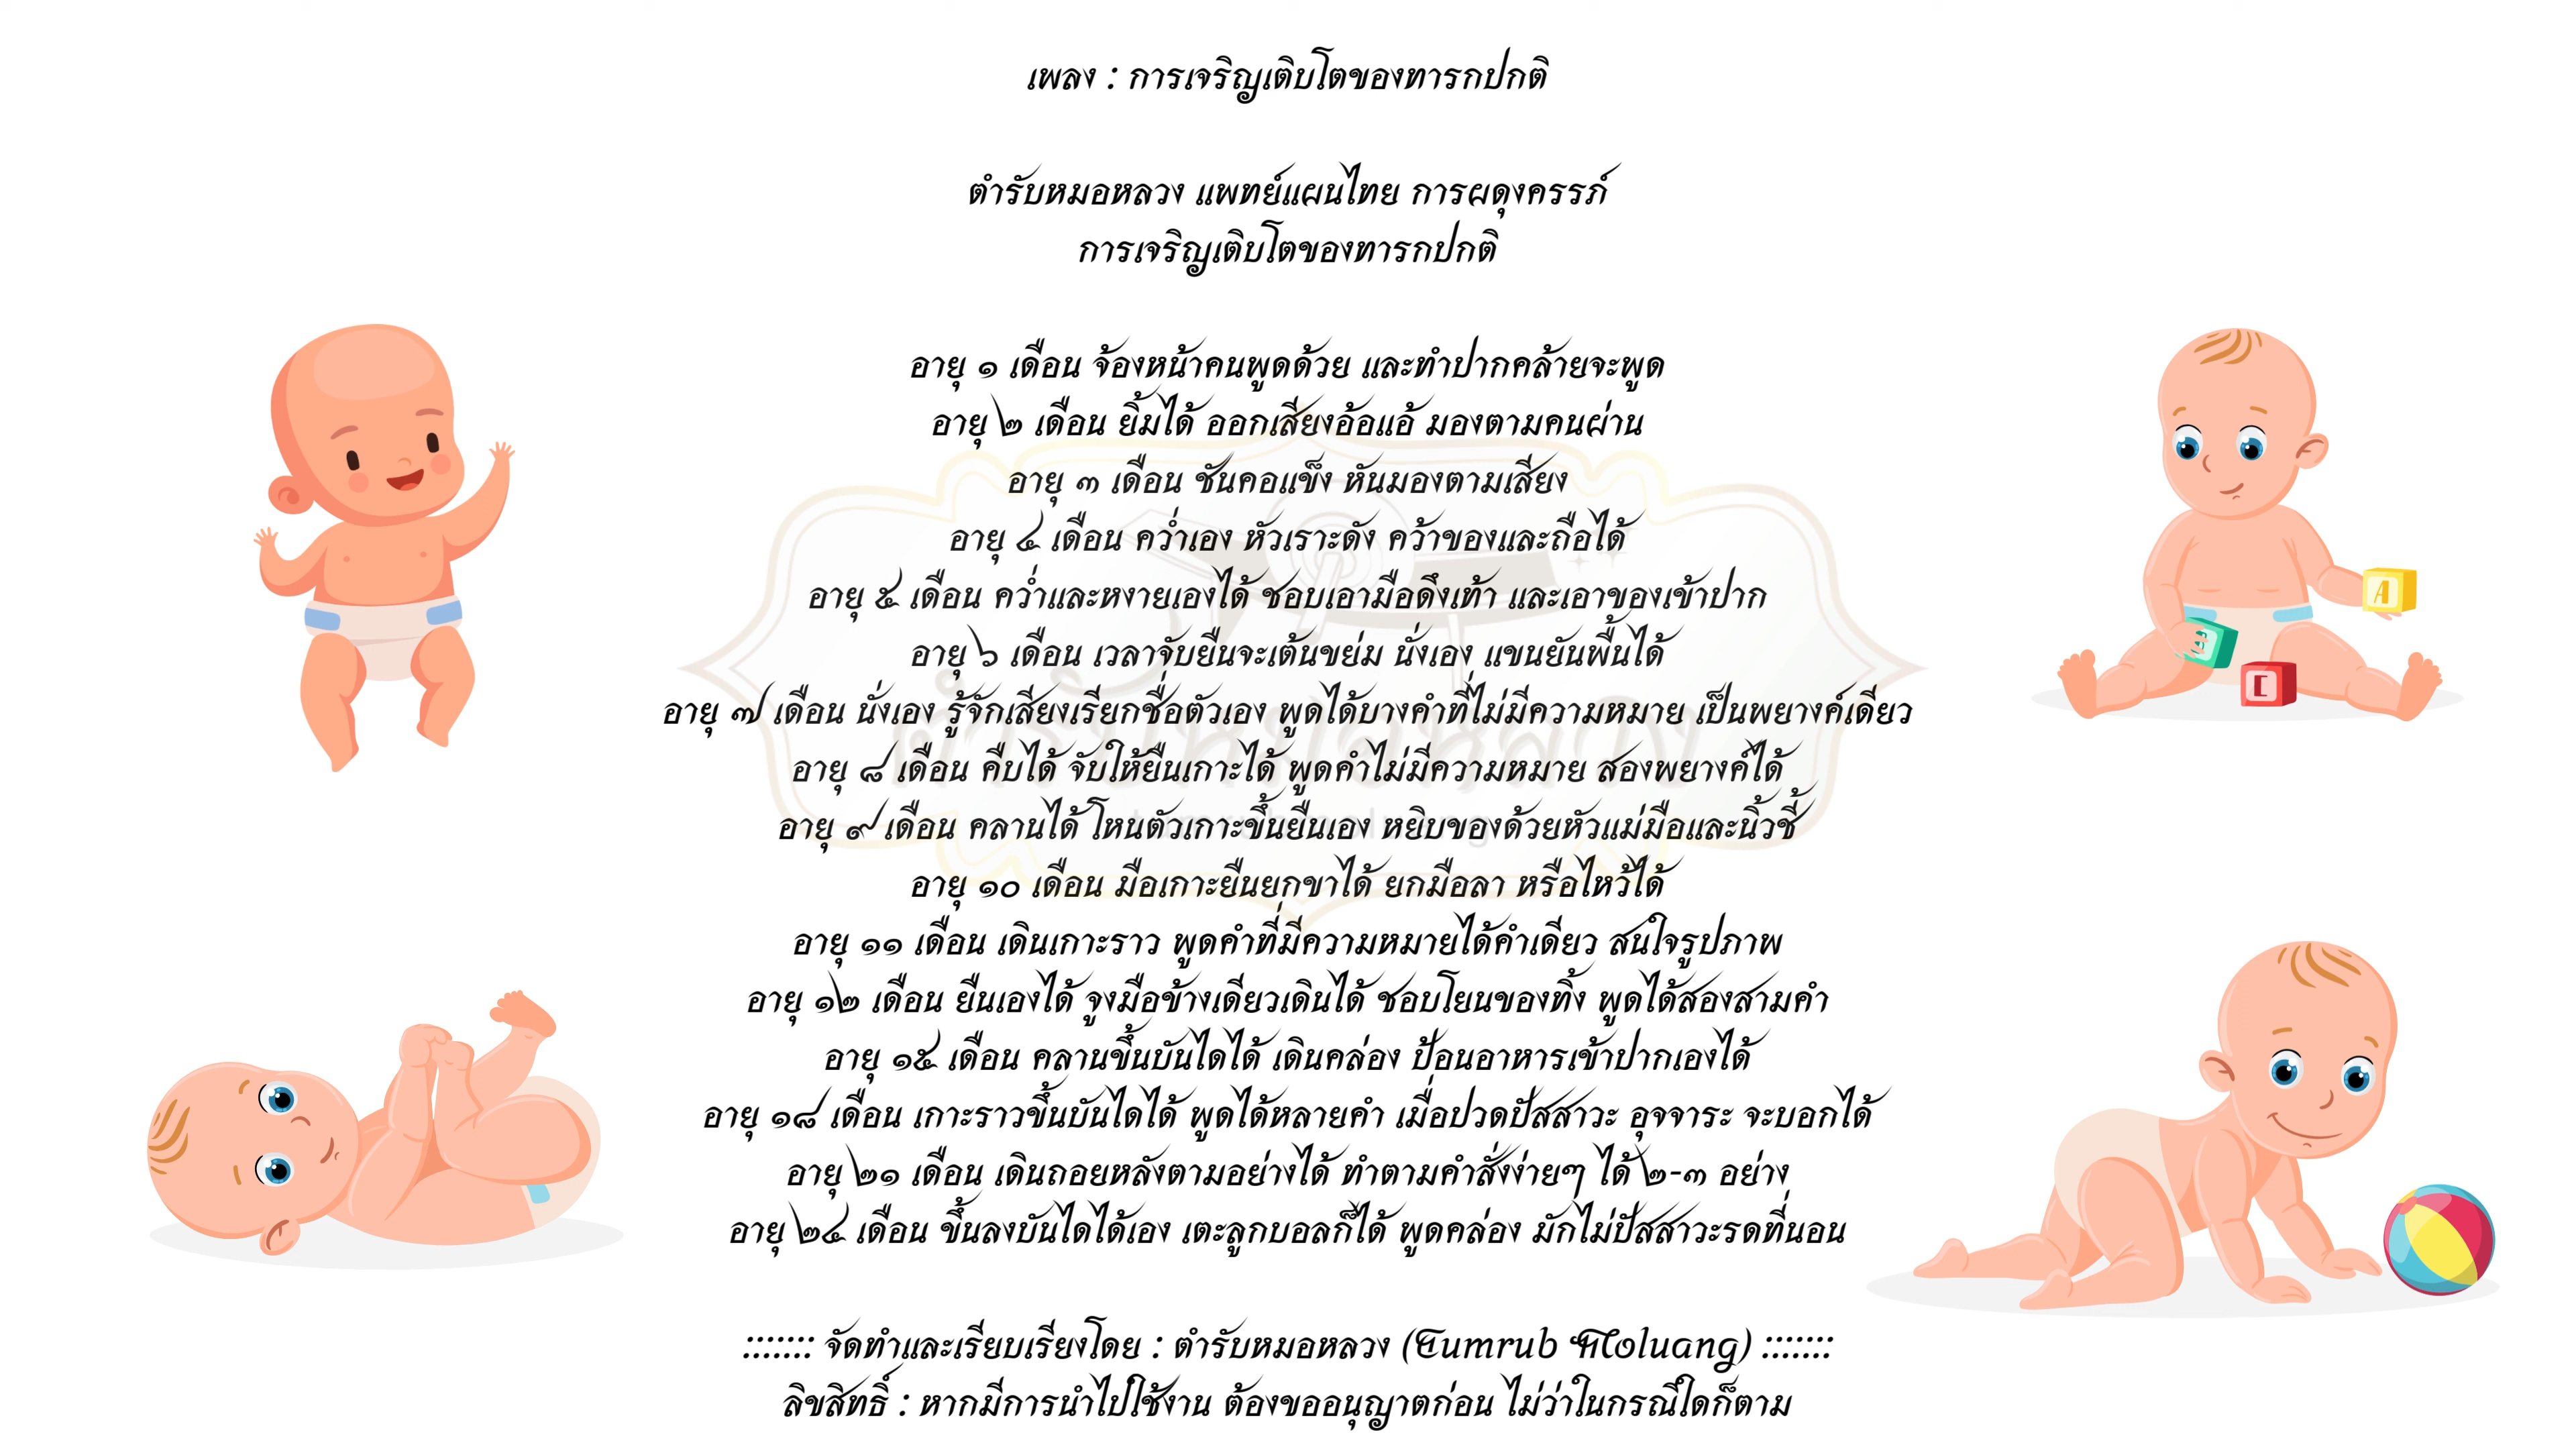 เพลง : การเจริญเติบโตของทารกปกติ
ตำรับหมอหลวง แพทย์แผนไทย การผดุงครรภ์
การเจริญเติบโตของทารกปกติ
อายุ ๑ เดือน จ้องหน้าคนพูดด้วย และทำปากคล้ายจะพูด
อายุ ๒ เดือน ยิ้มได้ ออกเสียงอ้อแอ้ มองตามคนผ่าน
อายุ ๓ เดือน ชันคอแข็ง หันมองตามเสียง
อายุ ๔ เดือน คว่ำเอง หัวเราะดัง คว้าของและถือได้
อายุ ๕ เดือน คว่ำและหงายเองได้ ชอบเอามือดึงเท้า และเอาของเข้าปาก
อายุ ๖ เดือน เวลาจับยืนจะเต้นขย่ม นั่งเอง แขนยันพื้นได้
อายุ ๗ เดือน นั่งเอง รู้จักเสียงเรียกชื่อตัวเอง พูดได้บางคำที่ไม่มีความหมาย เป็นพยางค์เดียว
อายุ ๘ เดือน คืบได้ จับให้ยืนเกาะได้ พูดคำไม่มีความหมาย สองพยางค์ได้
อายุ ๙ เดือน คลานได้ โหนตัวเกาะขึ้นยืนเอง หยิบของด้วยหัวแม่มือและนิ้วชี้
อายุ ๑๐ เดือน มือเกาะยืนยกขาได้ ยกมือลา หรือไหว้ได้
อายุ ๑๑ เดือน เดินเกาะราว พูดคำที่มีความหมายได้คำเดียว สนใจรูปภาพ
อายุ ๑๒ เดือน ยืนเองได้ จูงมือข้างเดียวเดินได้ ชอบโยนของทิ้ง พูดได้สองสามคำ
อายุ ๑๕ เดือน คลานขึ้นบันไดได้ เดินคล่อง ป้อนอาหารเข้าปากเองได้
อายุ ๑๘ เดือน เกาะราวขึ้นบันไดได้ พูดได้หลายคำ เมื่อปวดปัสสาวะ อุจจาระ จะบอกได้
อายุ ๒๑ เดือน เดินถอยหลังตามอย่างได้ ทำตามคำสั่งง่ายๆ ได้ ๒-๓ อย่าง
อายุ ๒๔ เดือน ขึ้นลงบันไดได้เอง เตะลูกบอลก็ได้ พูดคล่อง มักไม่ปัสสาวะรดที่นอน
::::::: จัดทำและเรียบเรียงโดย : ตำรับหมอหลวง (Tumrub Moluang) :::::::
ลิขสิทธิ์ : หากมีการนำไปใช้งาน ต้องขออนุญาตก่อน ไม่ว่าในกรณีใดก็ตาม
ตำรับหมอหลวง
A
E